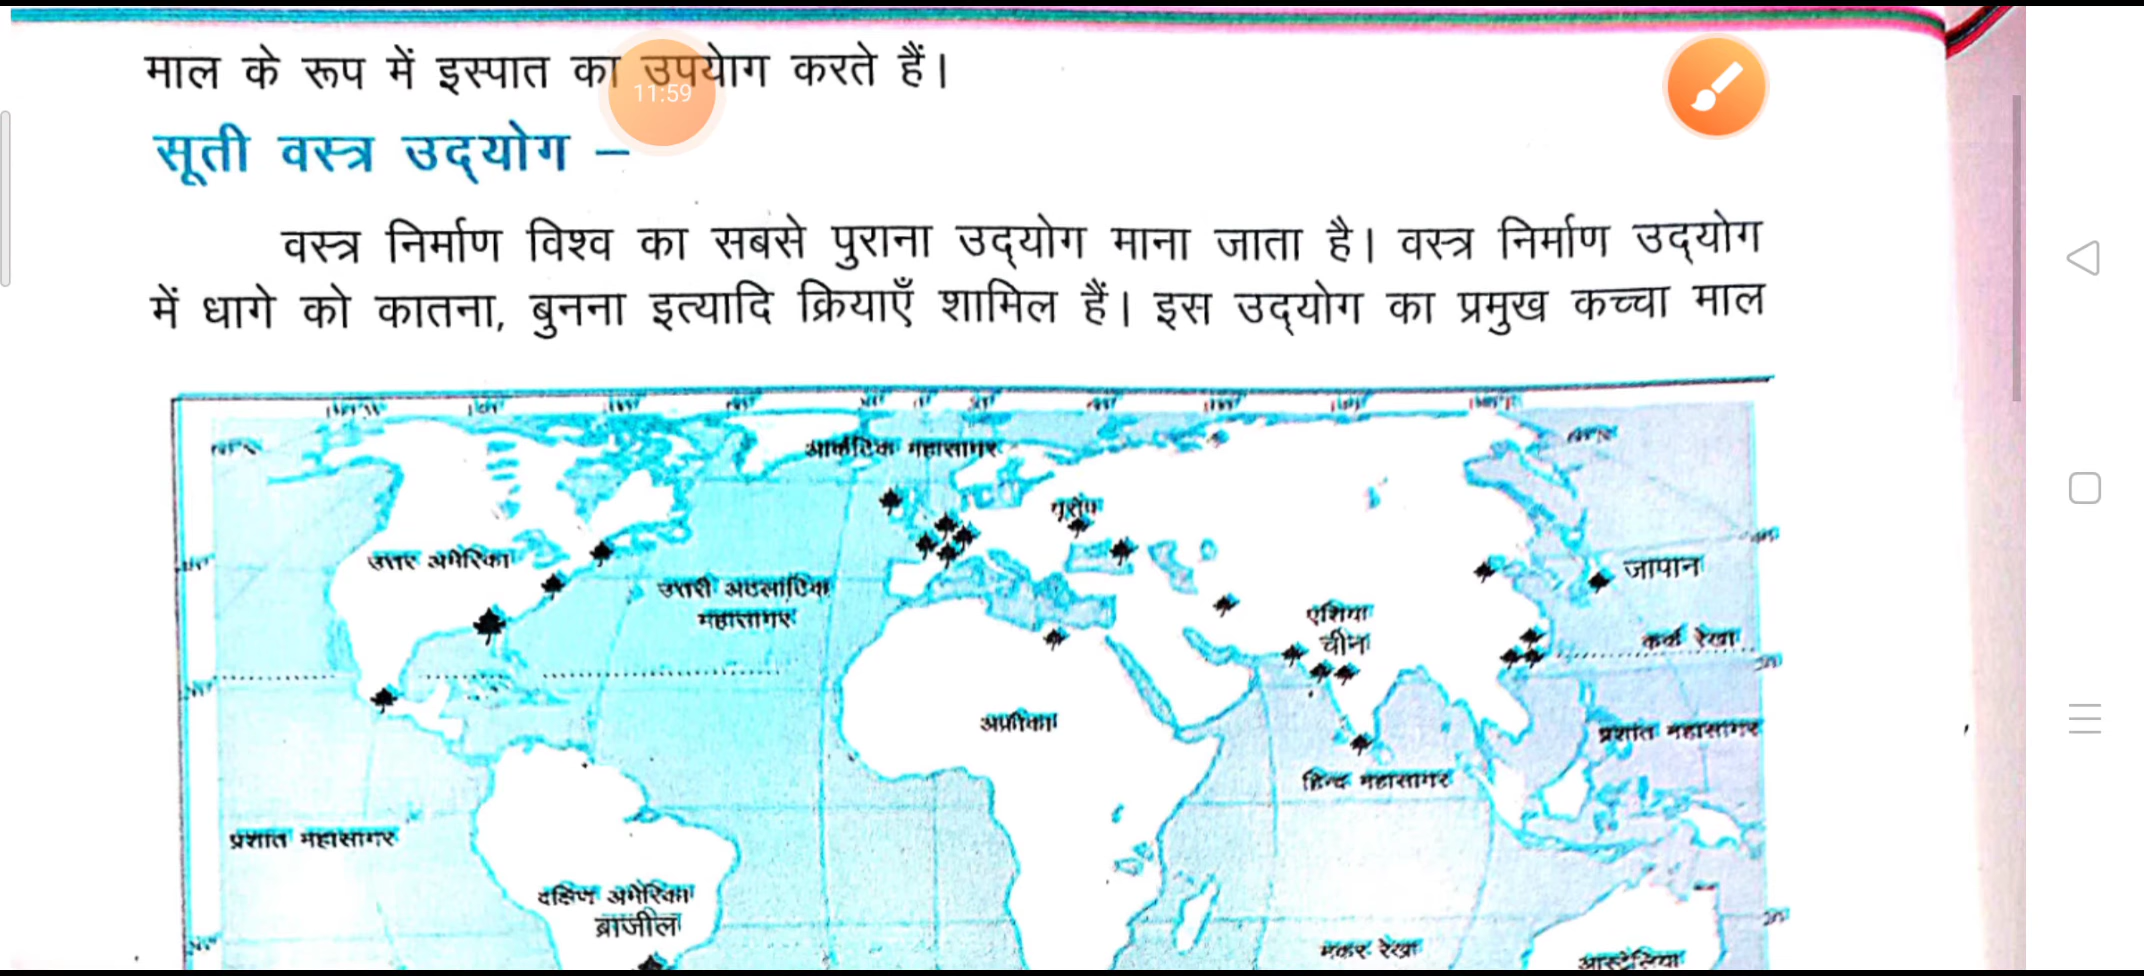 माल के रूप में इस्पात का उपयोग करते हैं।
11:59
सूती वस्त्र उद्‌योग –
वस्त्र निर्माण विश्व का सबसे पुराना उद्‌योग माना जाता है। वस्त्र निर्माण उद्‌योग
में धागे को कातना, बुनना इत्यादि क्रियाएँ शामिल हैं। इस उद्‌योग का प्रमुख कच्चा माल
आर्कटिक महासागर
यूरोप
उत्तर अमेरिका
जापान
उत्तरी अटलांटिक
महासागर
एशिया
चीन
कर्क रेखा
अफ्रीका
प्रशांत महासागर
हिन्द महासागर
प्रशांत महासागर
दक्षिण अमेरिका
ब्राजील
मकर रेखा
आस्ट्रेलिया